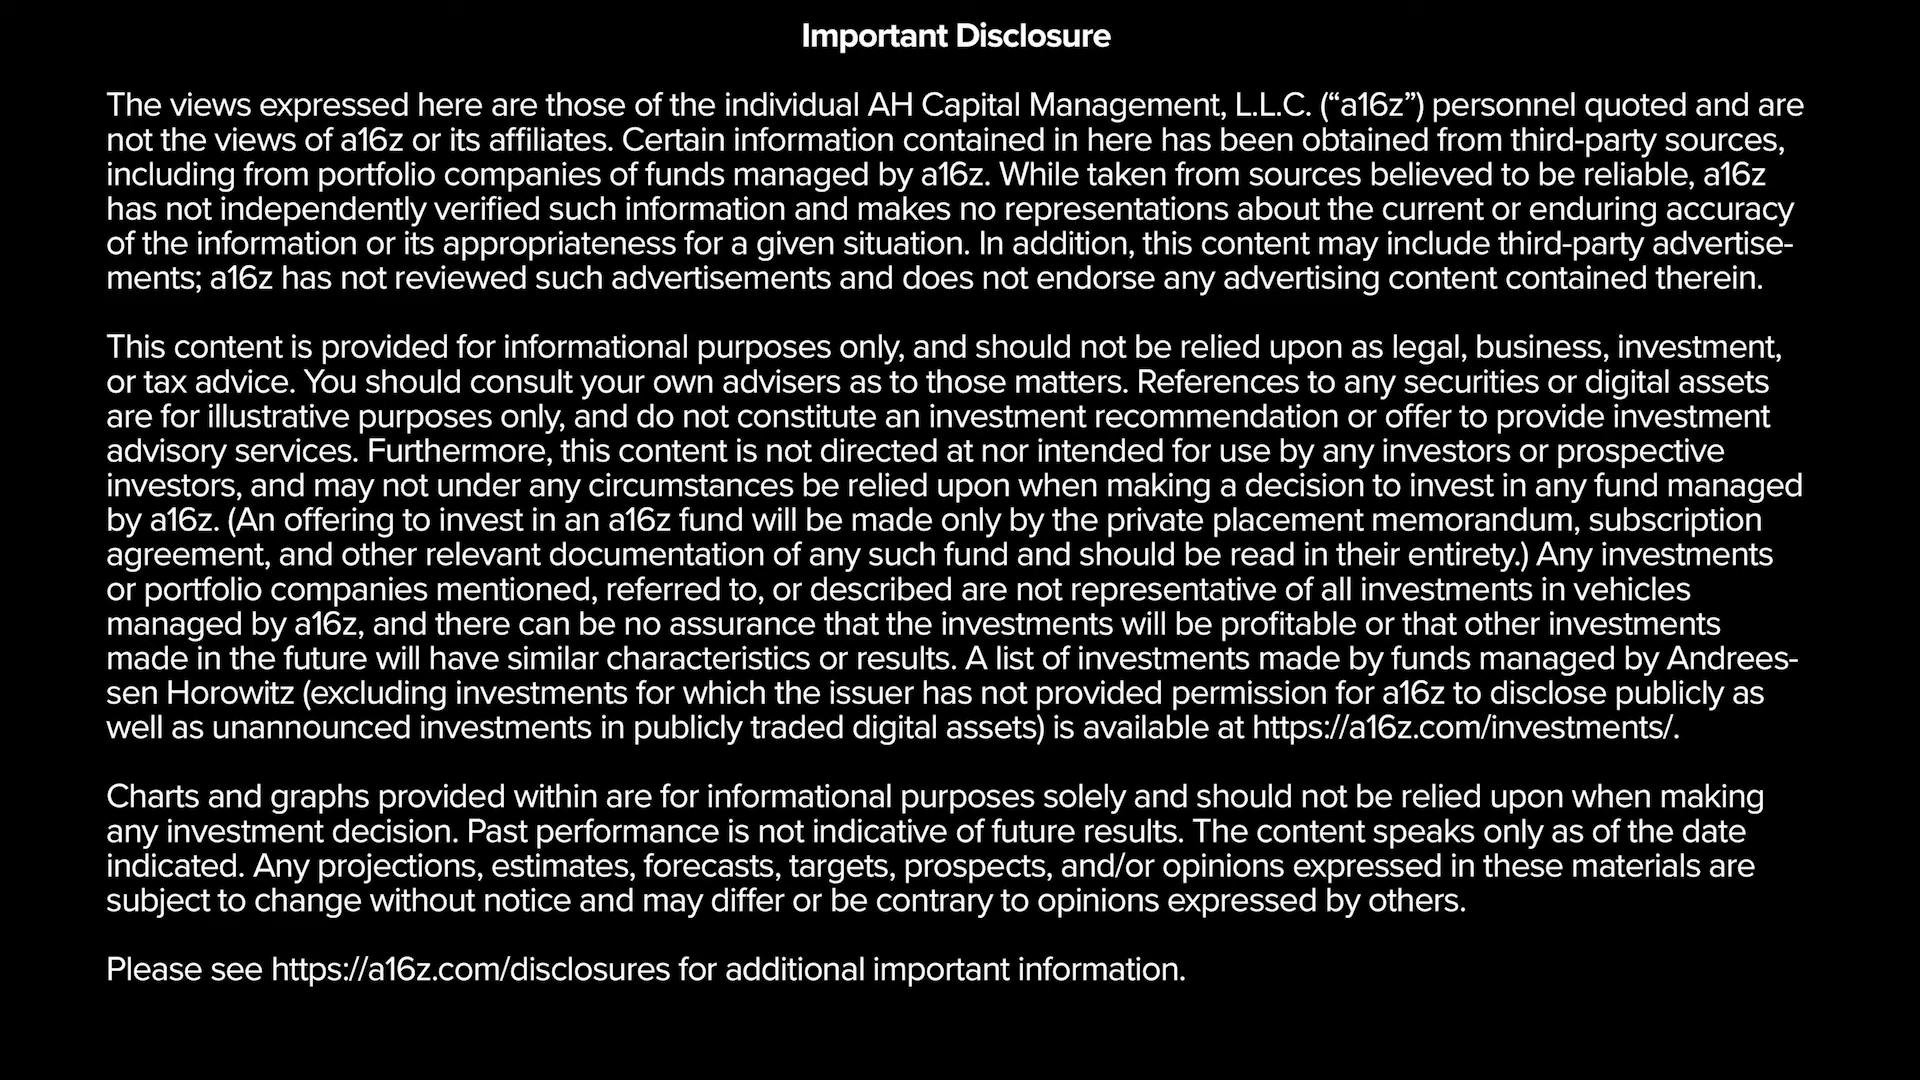 Important Disclosure
The views expressed here are those of the individual AH Capital Management, L.L.C. (“a16z”) personnel quoted and are
not the views of a16z or its affiliates. Certain information contained in here has been obtained from third-party sources,
including from portfolio companies of funds managed by a16z. While taken from sources believed to be reliable, a16z
has not independently verified such information and makes no representations about the current or enduring accuracy
of the information or its appropriateness for a given situation. In addition, this content may include third-party advertise-
ments; a16z has not reviewed such advertisements and does not endorse any advertising content contained therein.
This content is provided for informational purposes only, and should not be relied upon as legal, business, investment,
or tax advice. You should consult your own advisers as to those matters. References to any securities or digital assets
are for illustrative purposes only, and do not constitute an investment recommendation or offer to provide investment
advisory services. Furthermore, this content is not directed at nor intended for use by any investors or prospective
investors, and may not under any circumstances be relied upon when making a decision to invest in any fund managed
by a16z. (An offering to invest in an a16z fund will be made only by the private placement memorandum, subscription
agreement, and other relevant documentation of any such fund and should be read in their entirety.) Any investments
or portfolio companies mentioned, referred to, or described are not representative of all investments in vehicles
managed by a16z, and there can be no assurance that the investments will be profitable or that other investments
made in the future will have similar characteristics or results. A list of investments made by funds managed by Andrees-
sen Horowitz (excluding investments for which the issuer has not provided permission for a16z to disclose publicly as
well as unannounced investments in publicly traded digital assets) is available at https://a16z.com/investments/.
Charts and graphs provided within are for informational purposes solely and should not be relied upon when making
any investment decision. Past performance is not indicative of future results. The content speaks only as of the date
indicated. Any projections, estimates, forecasts, targets, prospects, and/or opinions expressed in these materials are
subject to change without notice and may differ or be contrary to opinions expressed by others.
Please see https://a16z.com/disclosures for additional important information.